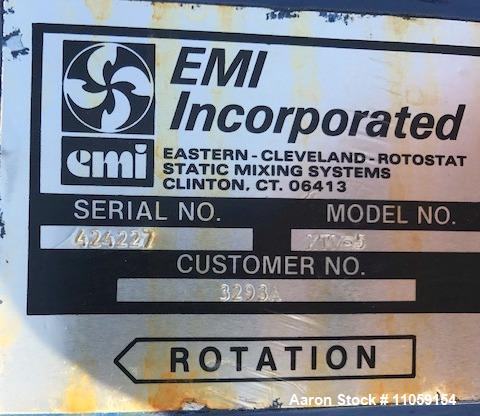 EMI
Incorporated
emi
EASTERN - CLEVELAND - ROTOSTAT
STATIC MIXING SYSTEMS
CLINTON, CT. 06413
SERIAL NO. MODEL NO.
424227
CUSTOMER NO.
3293A
ROTATION
Aaron Stock # 11059154